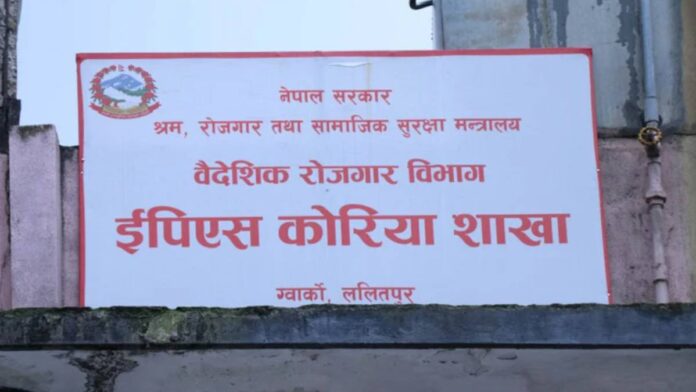 नेपाल सरकार
श्रम, रोजगार तथा सामाजिक सुरक्षा मन्त्रालय
वैदेशिक रोजगार विभाग
ईपिएस कोरिया शाखा
ग्वार्को, ललितपुर